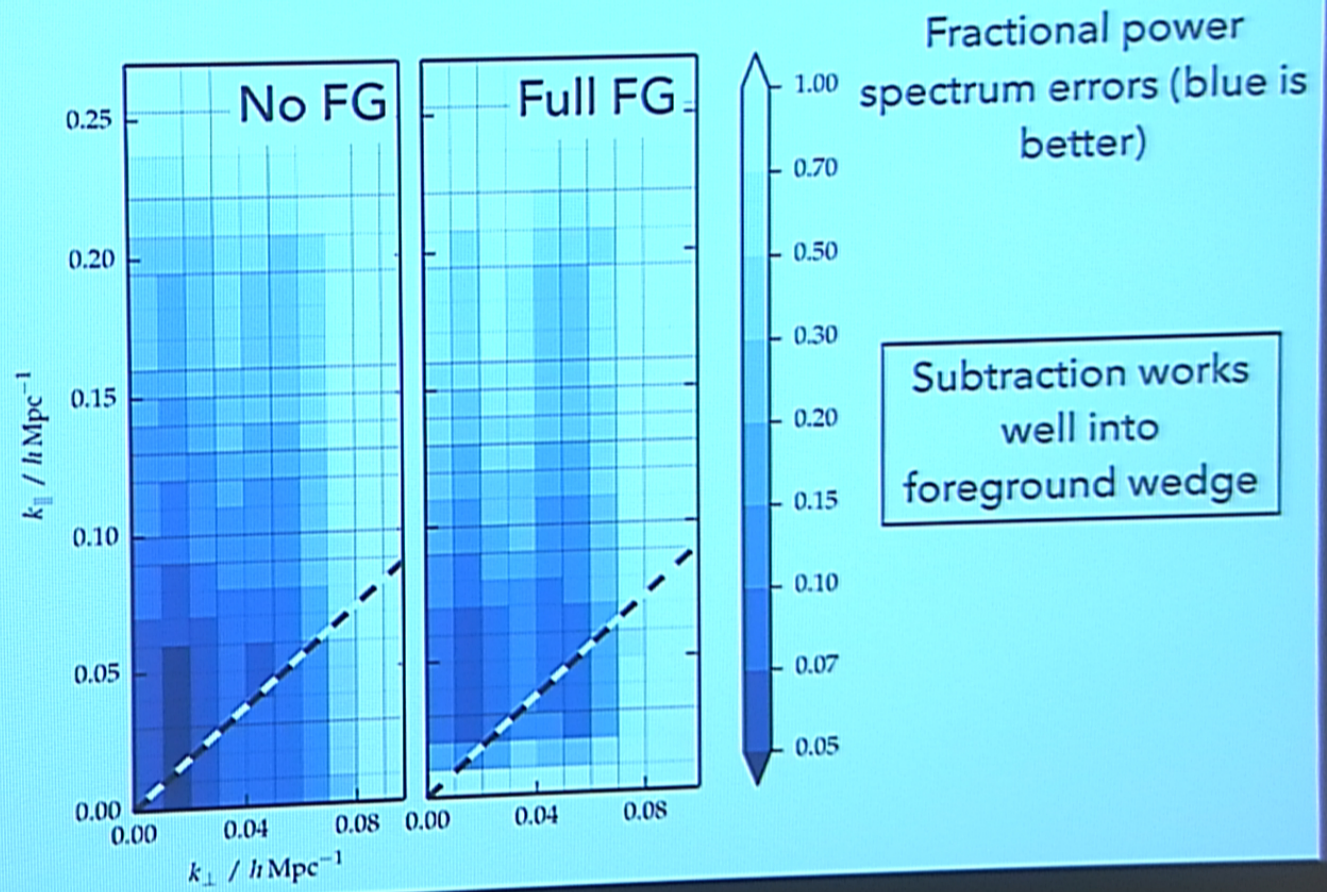 Fractional power
spectrum errors (blue is
better)
No FG
Full FG
0.25
0.20
0.15
0.10
0.05
0.00
k∥ / h Mpc⁻¹
0.00 0.04 0.08
0.00 0.04 0.08
k⊥ / h Mpc⁻¹
1.00
0.70
0.50
0.30
0.20
0.15
0.10
0.07
0.05
Subtraction works
well into
foreground wedge